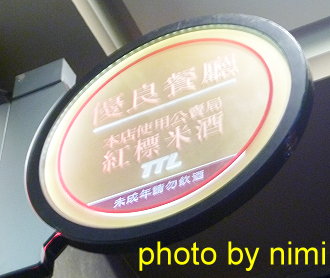 優良餐廳
本店使用公賣局
紅標米酒
TTL
未成年請勿飲酒
photo by nimi